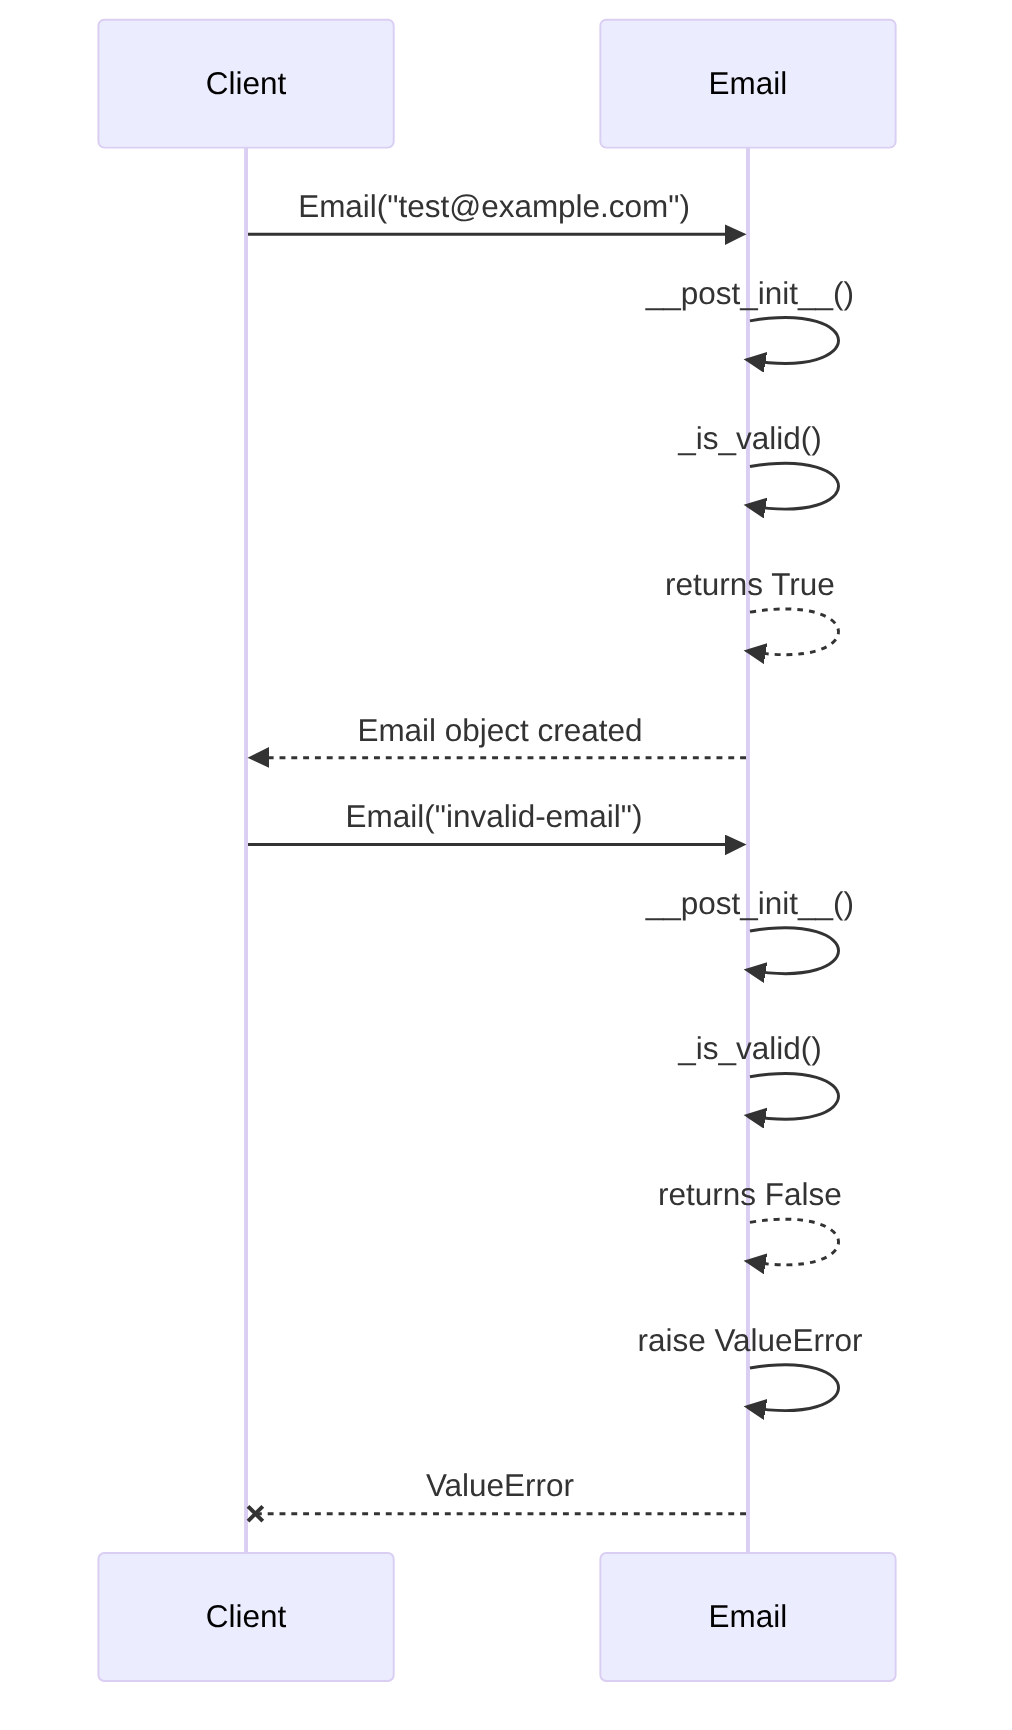 Client
Email
Email("test@example.com")
__post_init__()
_is_valid()
returns True
Email object created
Email("invalid-email")
__post_init__()
_is_valid()
returns False
raise ValueError
ValueError
Client
Email